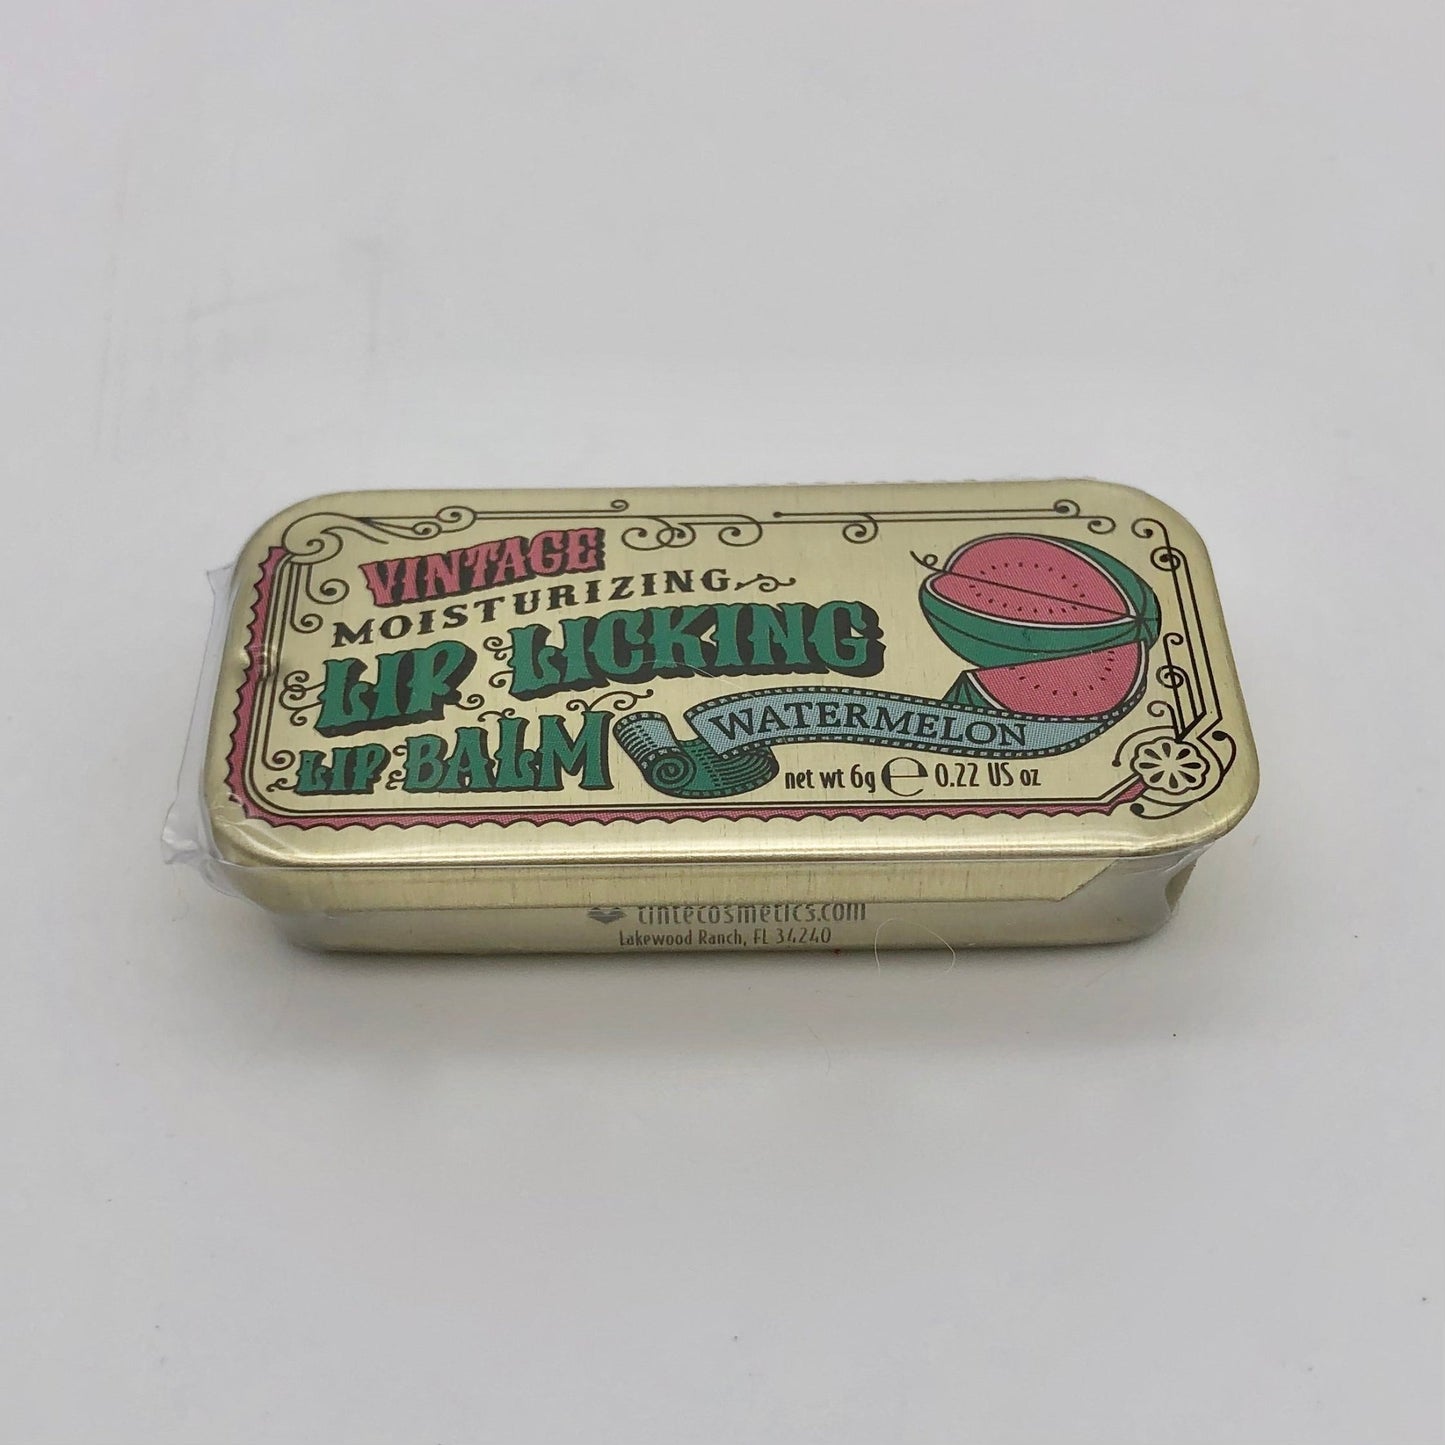 VINTAGE
MOISTURIZING
LIP LICKING
LIP BALM
WATERMELON
net wt 6g e 0.22 US oz
tintecosmetics.com
Lakewood Ranch, FL 34240